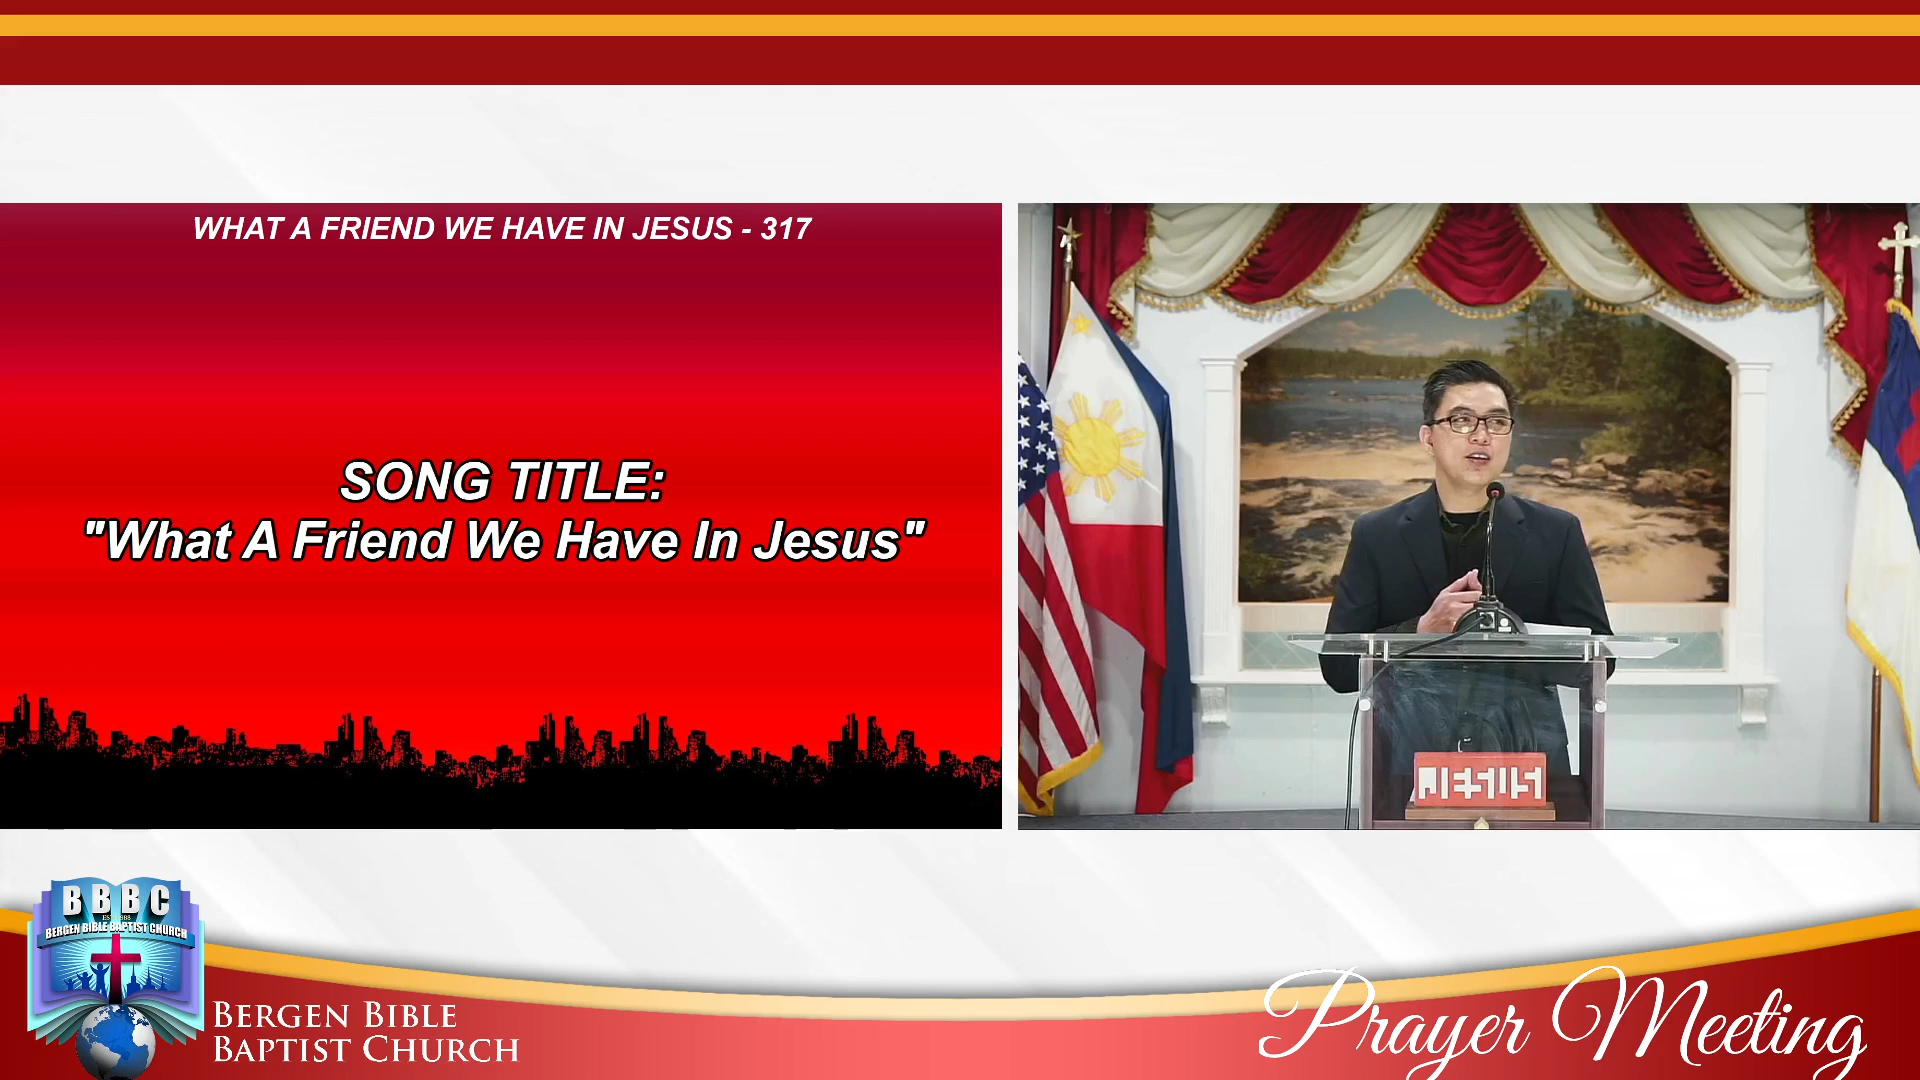 WHAT A FRIEND WE HAVE IN JESUS - 317
SONG TITLE:
"What A Friend We Have In Jesus"
JESUS
BBBC
BERGEN BIBLE BAPTIST CHURCH
BERGEN BIBLE
BAPTIST CHURCH
Prayer Meeting